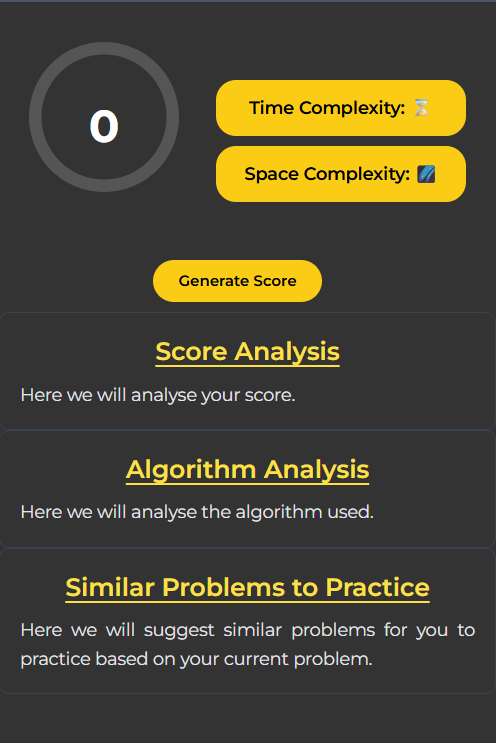 0
Time Complexity: ⏳
Space Complexity: 🌌
Generate Score
Score Analysis
Here we will analyse your score.
Algorithm Analysis
Here we will analyse the algorithm used.
Similar Problems to Practice
Here we will suggest similar problems for you to
practice based on your current problem.